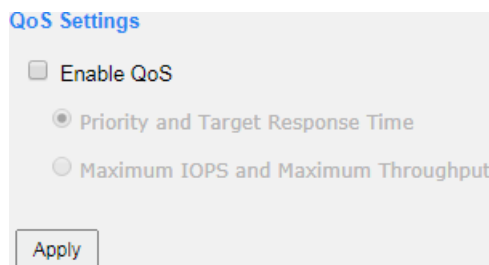 QoS Settings
Enable QoS
Priority and Target Response Time
Maximum IOPS and Maximum Throughput
Apply